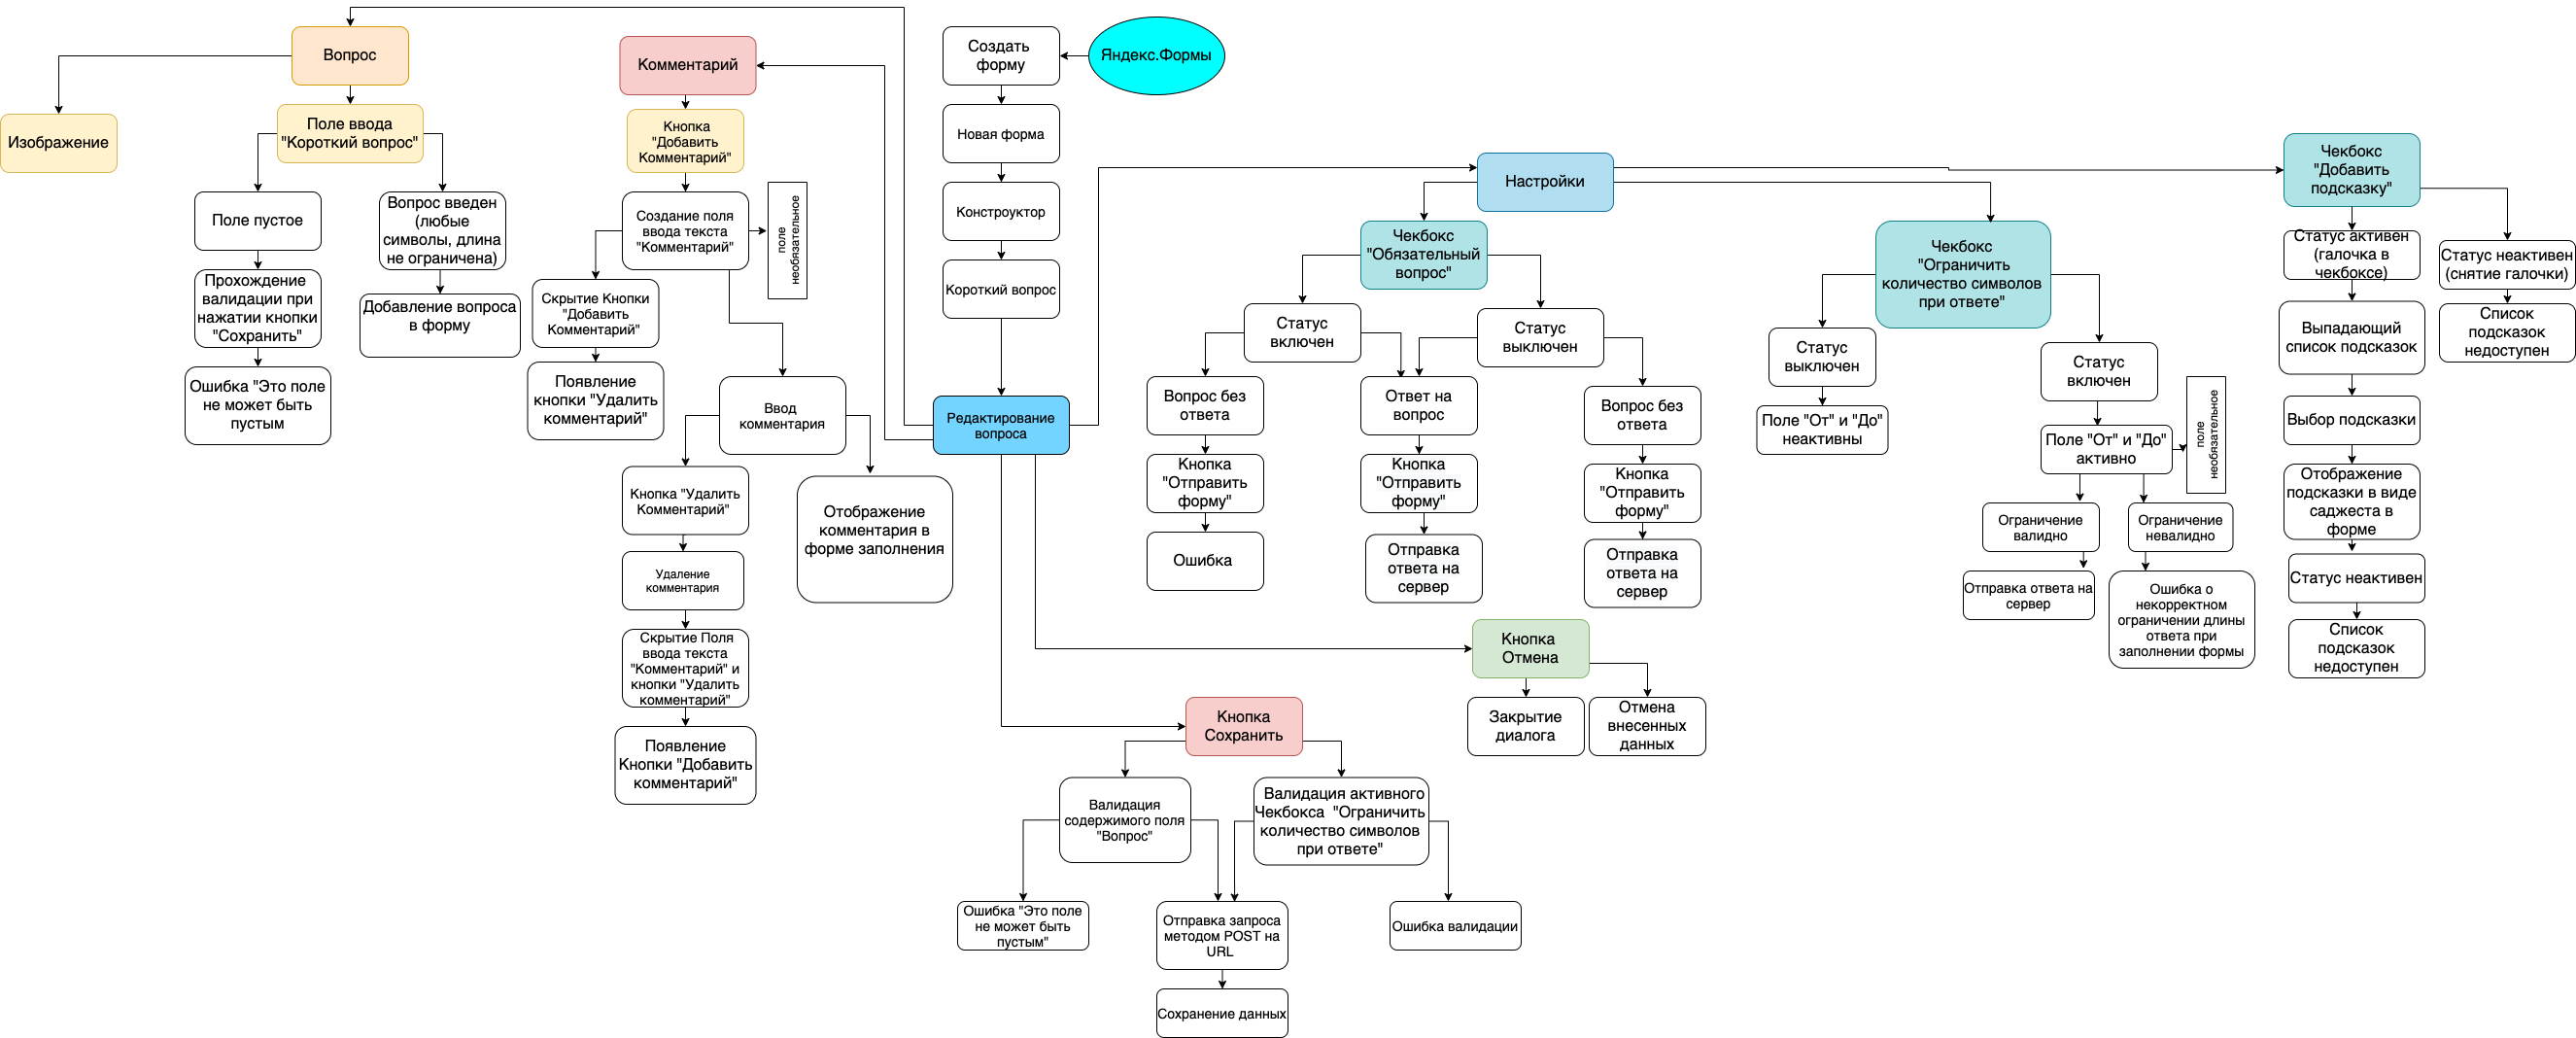 Вопрос
Изображение
Поле ввода
"Короткий вопрос"
Поле пустое
Прохождение
валидации при
нажатии кнопки
"Сохранить"
Ошибка "Это поле
не может быть
пустым
Вопрос введен
(любые
символы, длина
не ограничена)
Добавление вопроса
в форму
Комментарий
Кнопка
"Добавить
Комментарий"
Создание поля
ввода текста
"Комментарий"
поле
необязательное
Скрытие Кнопки
"Добавить
Комментарий"
Появление
кнопки "Удалить
комментарий"
Ввод
комментария
Кнопка "Удалить
Комментарий"
Удаление
комментария
Скрытие Поля
ввода текста
"Комментарий" и
кнопки "Удалить
комментарий"
Появление
Кнопки "Добавить
комментарий"
Отображение
комментария в
форме заполнения
Яндекс.Формы
Создать
форму
Новая форма
Конструктор
Короткий вопрос
Редактирование
вопроса
Настройки
Чекбокс
"Обязательный
вопрос"
Статус
включен
Статус
выключен
Вопрос без
ответа
Кнопка
"Отправить
форму"
Ошибка
Ответ на
вопрос
Кнопка
"Отправить
форму"
Отправка
ответа на
сервер
Вопрос без
ответа
Кнопка
"Отправить
форму"
Отправка
ответа на
сервер
Чекбокс
"Ограничить
количество символов
при ответе"
Статус
выключен
Поле "От" и "До"
неактивны
Статус
включен
Поле "От" и "До"
активно
поле
необязательное
Ограничение
валидно
Отправка ответа на
сервер
Ограничение
невалидно
Ошибка о
некорректном
ограничении длины
ответа при
заполнении формы
Чекбокс
"Добавить
подсказку"
Статус активен
(галочка в
чекбоксе)
Выпадающий
список подсказок
Выбор подсказки
Отображение
подсказки в виде
саджеста в
форме
Статус неактивен
Список
подсказок
недоступен
Статус неактивен
(снятие галочки)
Список
подсказок
недоступен
Кнопка
Отмена
Закрытие
диалога
Отмена
внесенных
данных
Кнопка
Сохранить
Валидация
содержимого поля
"Вопрос"
Валидация активного
Чекбокса "Ограничить
количество символов
при ответе"
Ошибка "Это поле
не может быть
пустым"
Отправка запроса
методом POST на
URL
Ошибка валидации
Сохранение данных